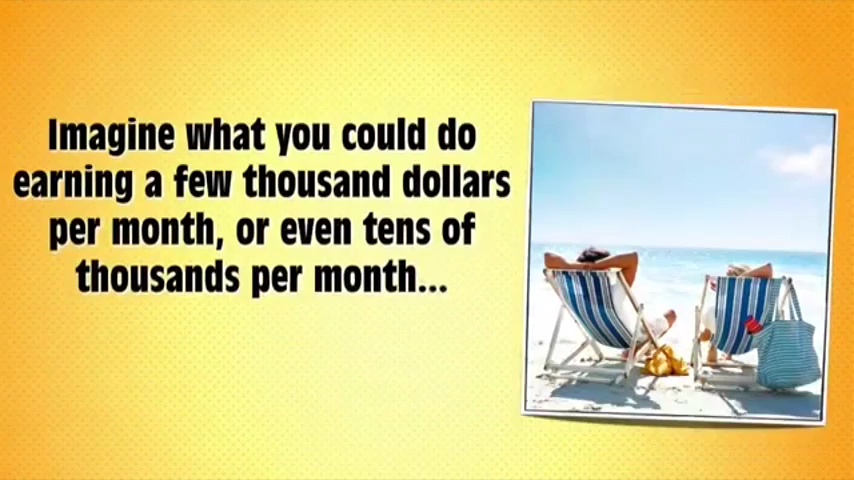 Imagine what you could do
earning a few thousand dollars
per month, or even tens of
thousands per month...